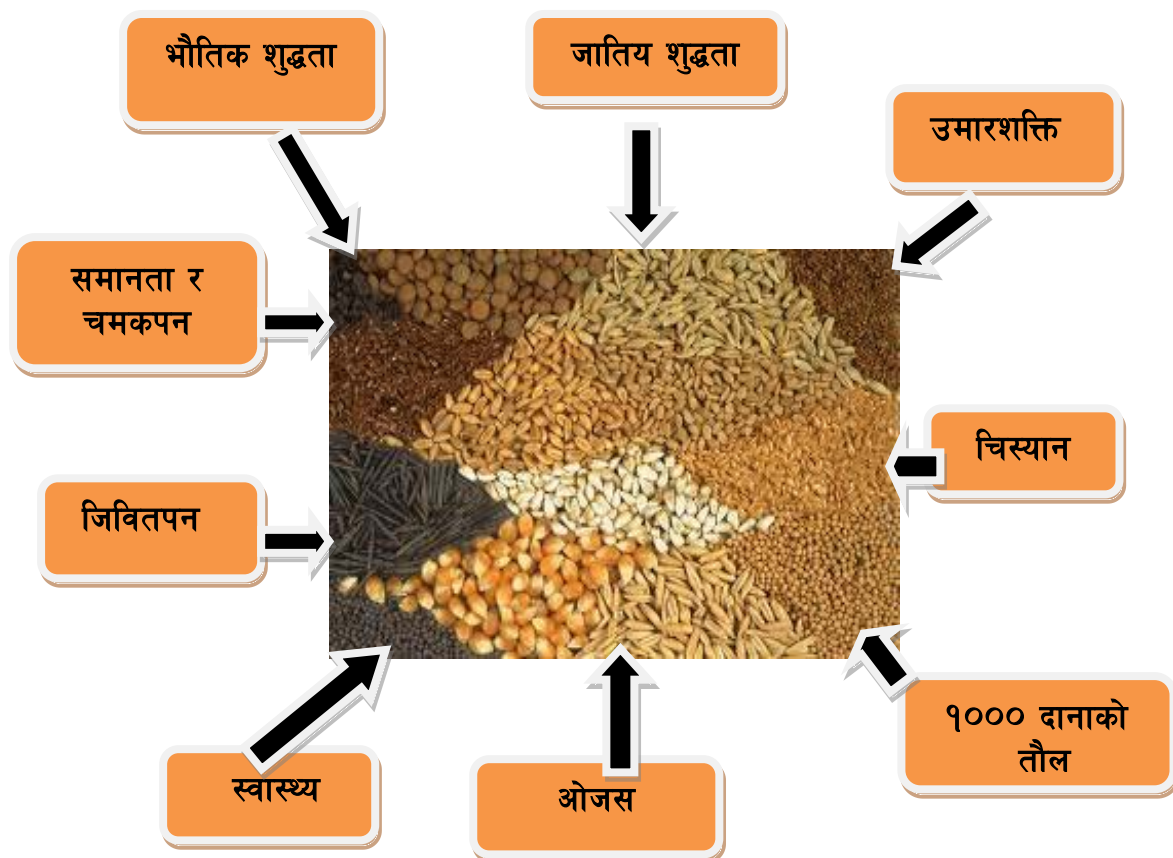 भौतिक शुद्धता
जातिय शुद्धता
उमारशक्ति
समानता र
चमकपन
चिस्यान
जिवितपन
१००० दानाको
तौल
स्वास्थ्य
ओजस